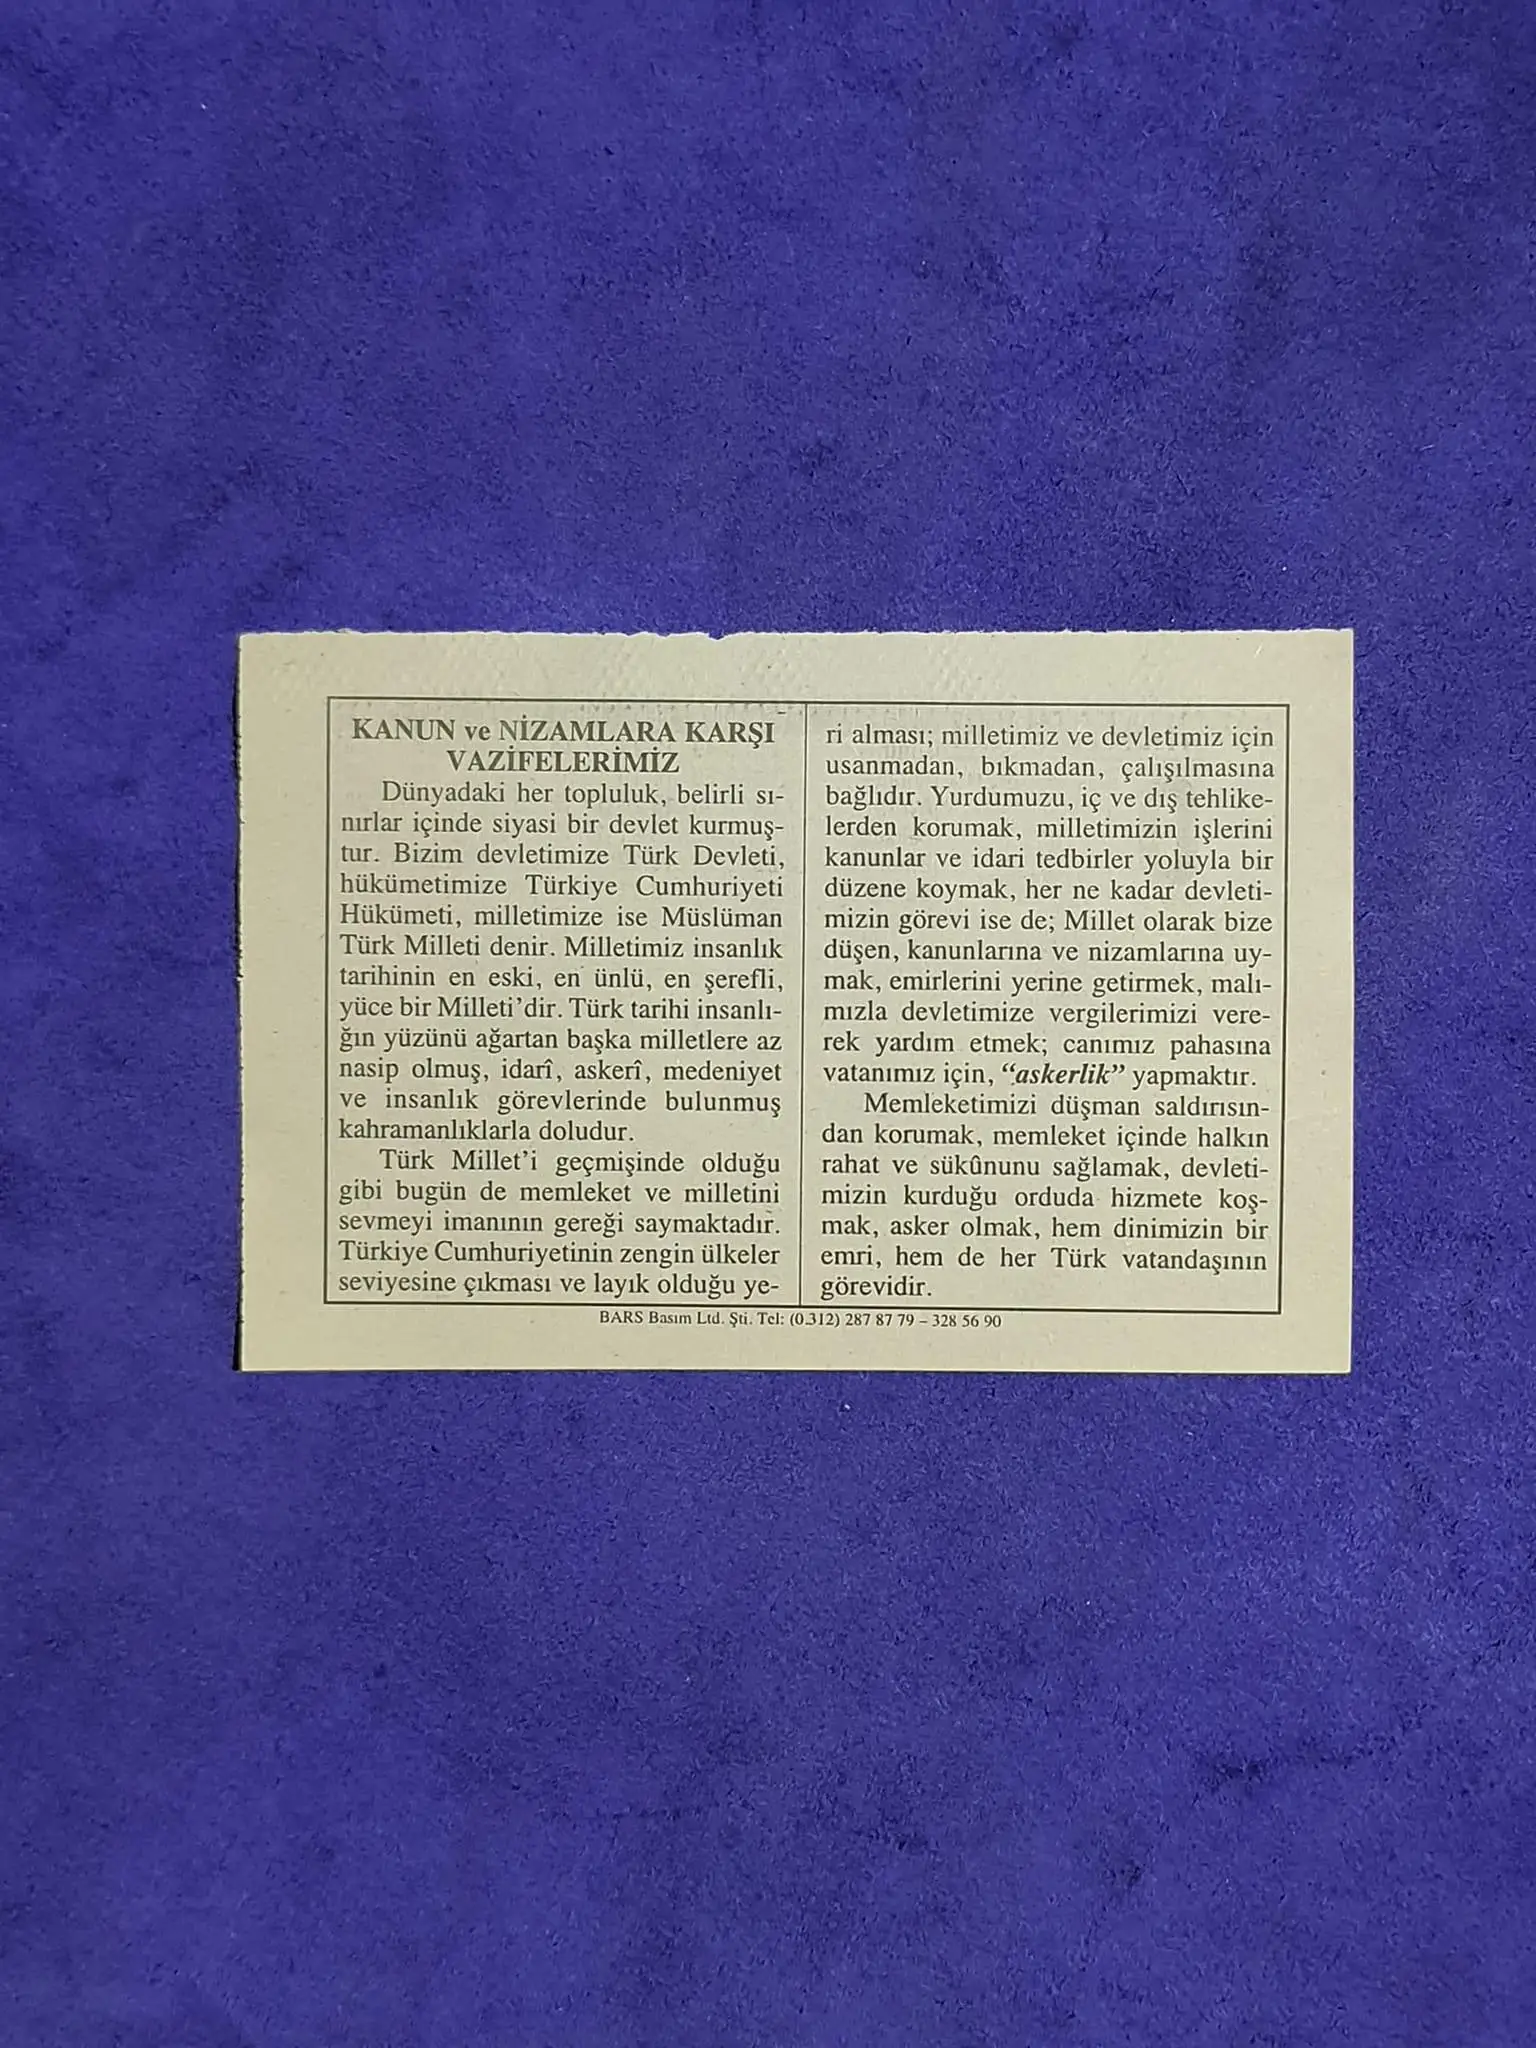 KANUN ve NİZAMLARA KARŞI
VAZİFELERİMİZ
Dünyadaki her topluluk, belirli sı-
nırlar içinde siyasi bir devlet kurmuş-
tur. Bizim devletimize Türk Devleti,
hükümetimize Türkiye Cumhuriyeti
Hükümeti, milletimize ise Müslüman
Türk Milleti denir. Milletimiz insanlık
tarihinin en eski, en ünlü, en şerefli,
yüce bir Milleti'dir. Türk tarihi insanlı-
ğın yüzünü ağartan başka milletlere az
nasip olmuş, idarî, askerî, medeniyet
ve insanlık görevlerinde bulunmuş
kahramanlıklarla doludur.
Türk Millet'i geçmişinde olduğu
gibi bugün de memleket ve milletini
sevmeyi imanının gereği saymaktadır.
Türkiye Cumhuriyetinin zengin ülkeler
seviyesine çıkması ve layık olduğu ye-
ri alması; milletimiz ve devletimiz için
usanmadan, bıkmadan, çalışılmasına
bağlıdır. Yurdumuzu, iç ve dış tehlike-
lerden korumak, milletimizin işlerini
kanunlar ve idari tedbirler yoluyla bir
düzene koymak, her ne kadar devleti-
mizin görevi ise de; Millet olarak bize
düşen, kanunlarına ve nizamlarına uy-
mak, emirlerini yerine getirmek, malı-
mızla devletimize vergilerimizi vere-
rek yardım etmek; canımız pahasına
vatanımız için, “askerlik” yapmaktır.
Memleketimizi düşman saldırısın-
dan korumak, memleket içinde halkın
rahat ve sükûnunu sağlamak, devleti-
mizin kurduğu orduda hizmete koş-
mak, asker olmak, hem dinimizin bir
emri, hem de her Türk vatandaşının
görevidir.
BARS Basım Ltd. Şti. Tel: (0.312) 287 87 79 – 328 56 90